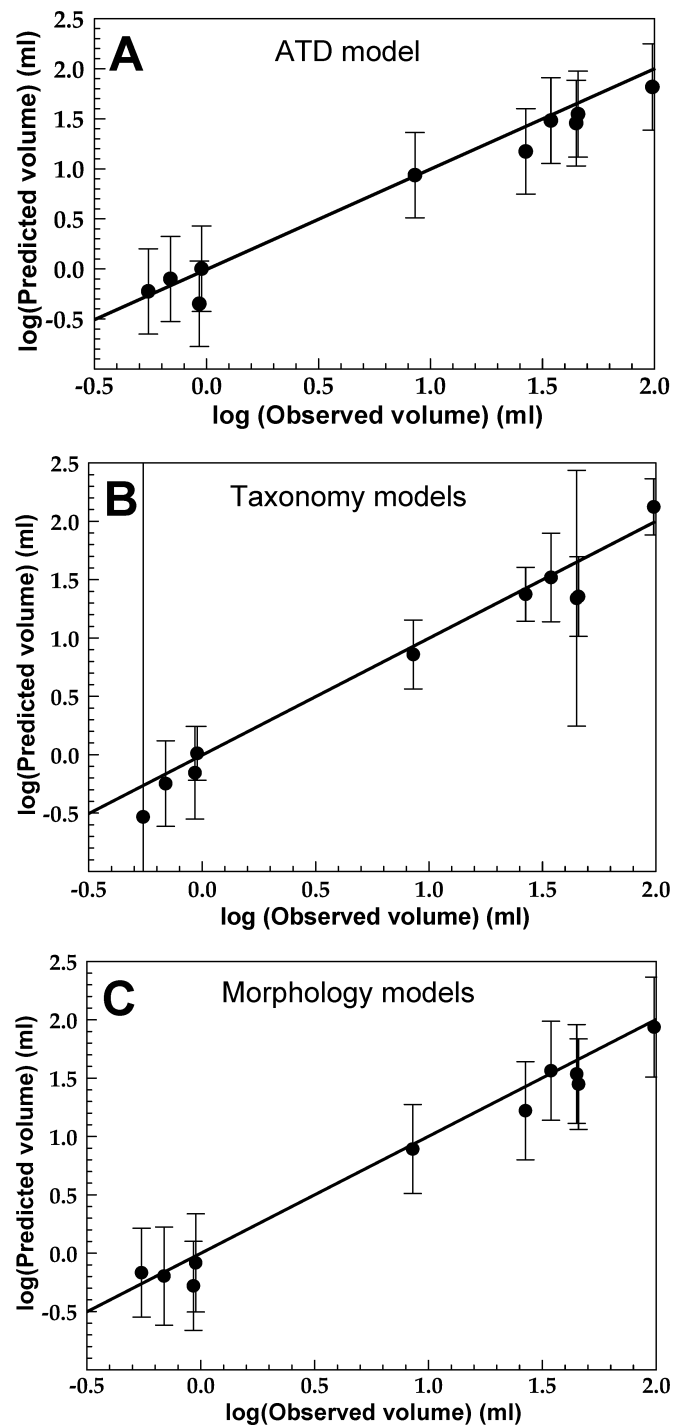 A
ATD model
log(Predicted volume) (ml)
2.5
2.0
1.5
1.0
0.5
0.0
-0.5
-0.5 0.0 0.5 1.0 1.5 2.0
log (Observed volume) (ml)
B
Taxonomy models
log(Predicted volume) (ml)
2.5
2.0
1.5
1.0
0.5
0.0
-0.5
-0.5 0.0 0.5 1.0 1.5 2.0
log (Observed volume) (ml)
C
Morphology models
log(Predicted volume) (ml)
2.5
2.0
1.5
1.0
0.5
0.0
-0.5
-0.5 0.0 0.5 1.0 1.5 2.0
log(Observed volume) (ml)